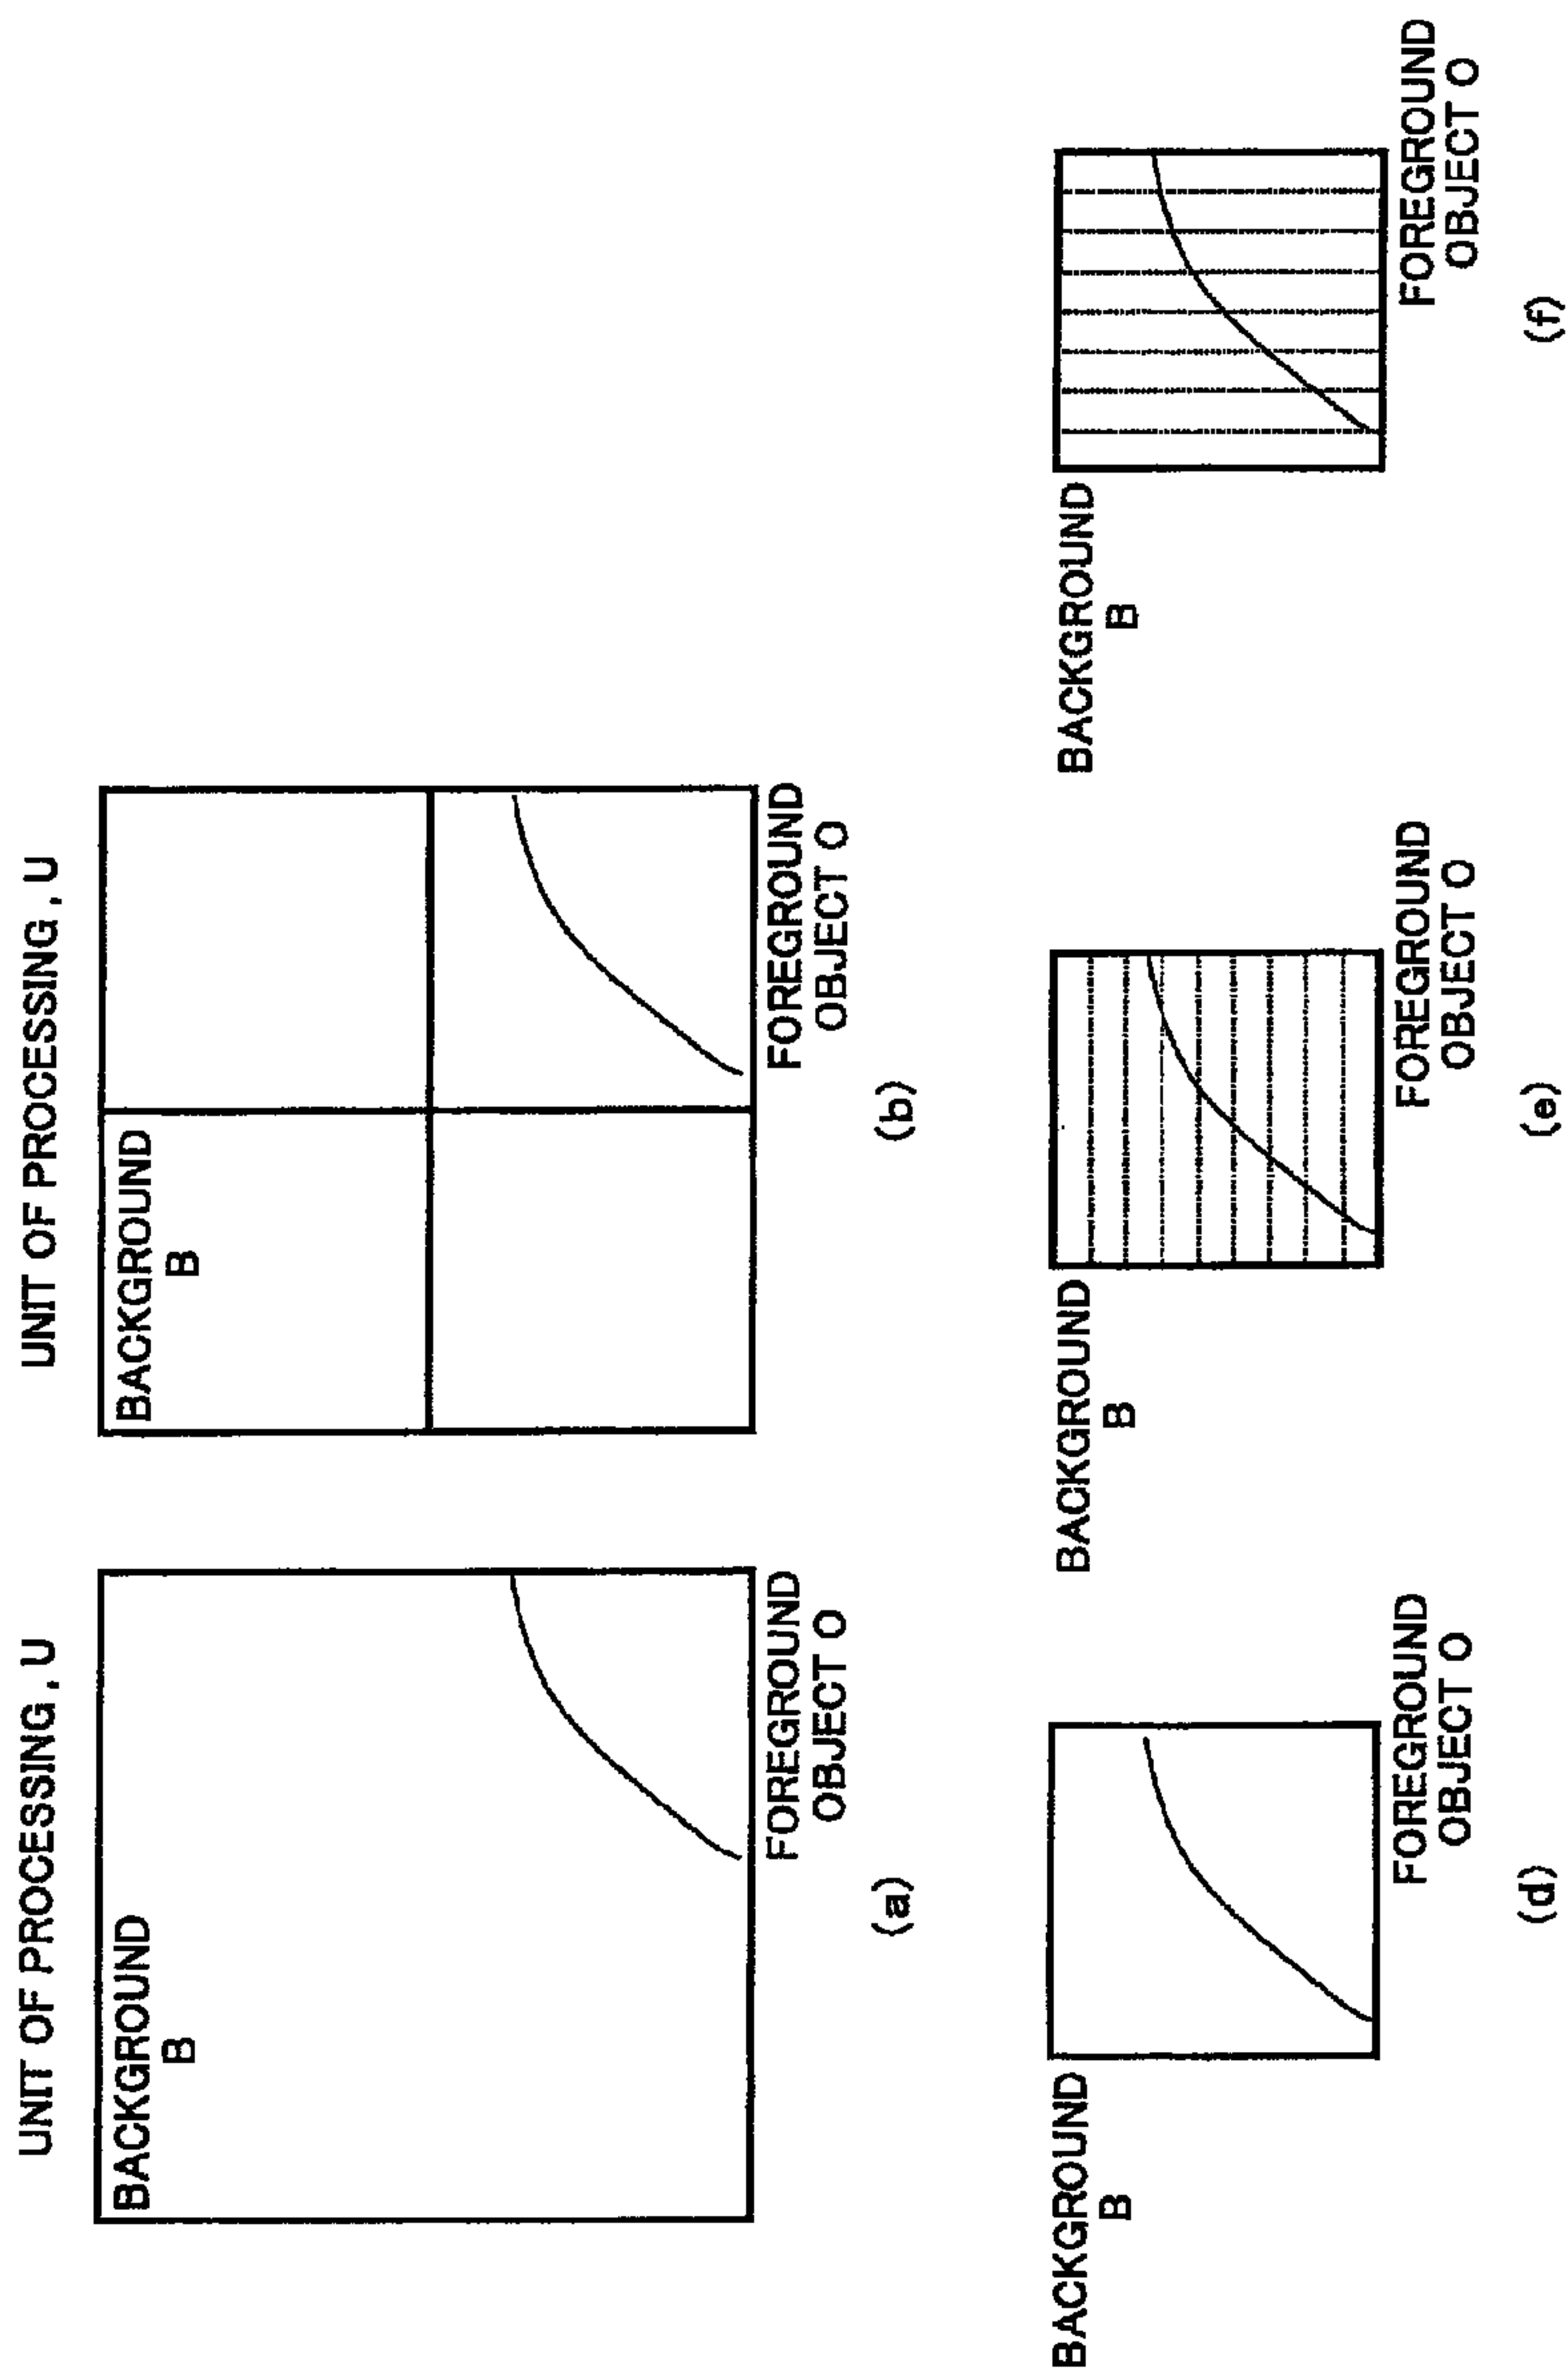 UNIT OF PROCESSING, U
BACKGROUND
B
FOREGROUND
OBJECT O
(a)
UNIT OF PROCESSING, U
BACKGROUND
B
FOREGROUND
OBJECT O
(b)
BACKGROUND
B
FOREGROUND
OBJECT O
(d)
BACKGROUND
B
FOREGROUND
OBJECT O
(e)
BACKGROUND
B
FOREGROUND
OBJECT O
(f)